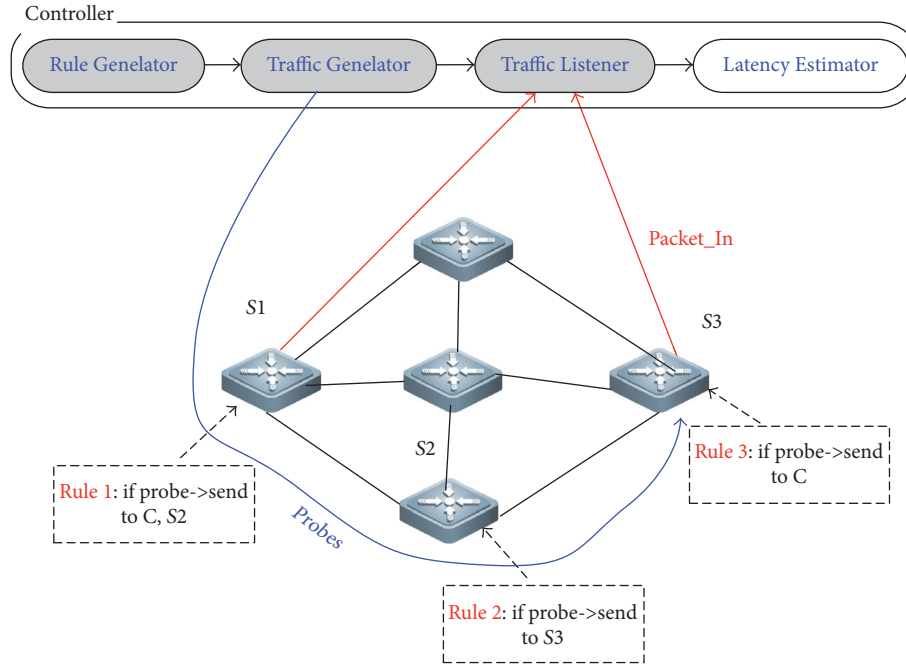 Controller
Rule Genelator
Traffic Genelator
Traffic Listener
Latency Estimator
Packet_In
S1
S3
S2
Rule 3: if probe->send
to C
Rule 1: if probe->send
to C, S2
Probes
Rule 2: if probe->send
to S3